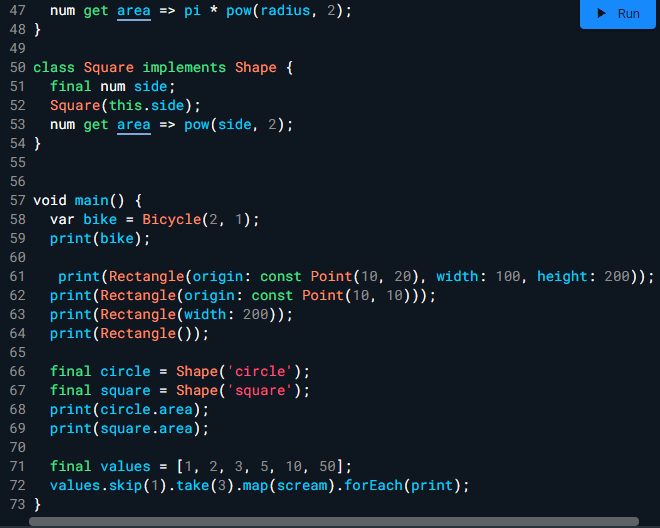 47   num get area => pi * pow(radius, 2);
Run
48 }
49
50 class Square implements Shape {
51   final num side;
52   Square(this.side);
53   num get area => pow(side, 2);
54 }
55
56
57 void main() {
58   var bike = Bicycle(2, 1);
59   print(bike);
60
61    print(Rectangle(origin: const Point(10, 20), width: 100, height: 200));
62   print(Rectangle(origin: const Point(10, 10)));
63   print(Rectangle(width: 200));
64   print(Rectangle());
65
66   final circle = Shape('circle');
67   final square = Shape('square');
68   print(circle.area);
69   print(square.area);
70
71   final values = [1, 2, 3, 5, 10, 50];
72   values.skip(1).take(3).map(scream).forEach(print);
73 }